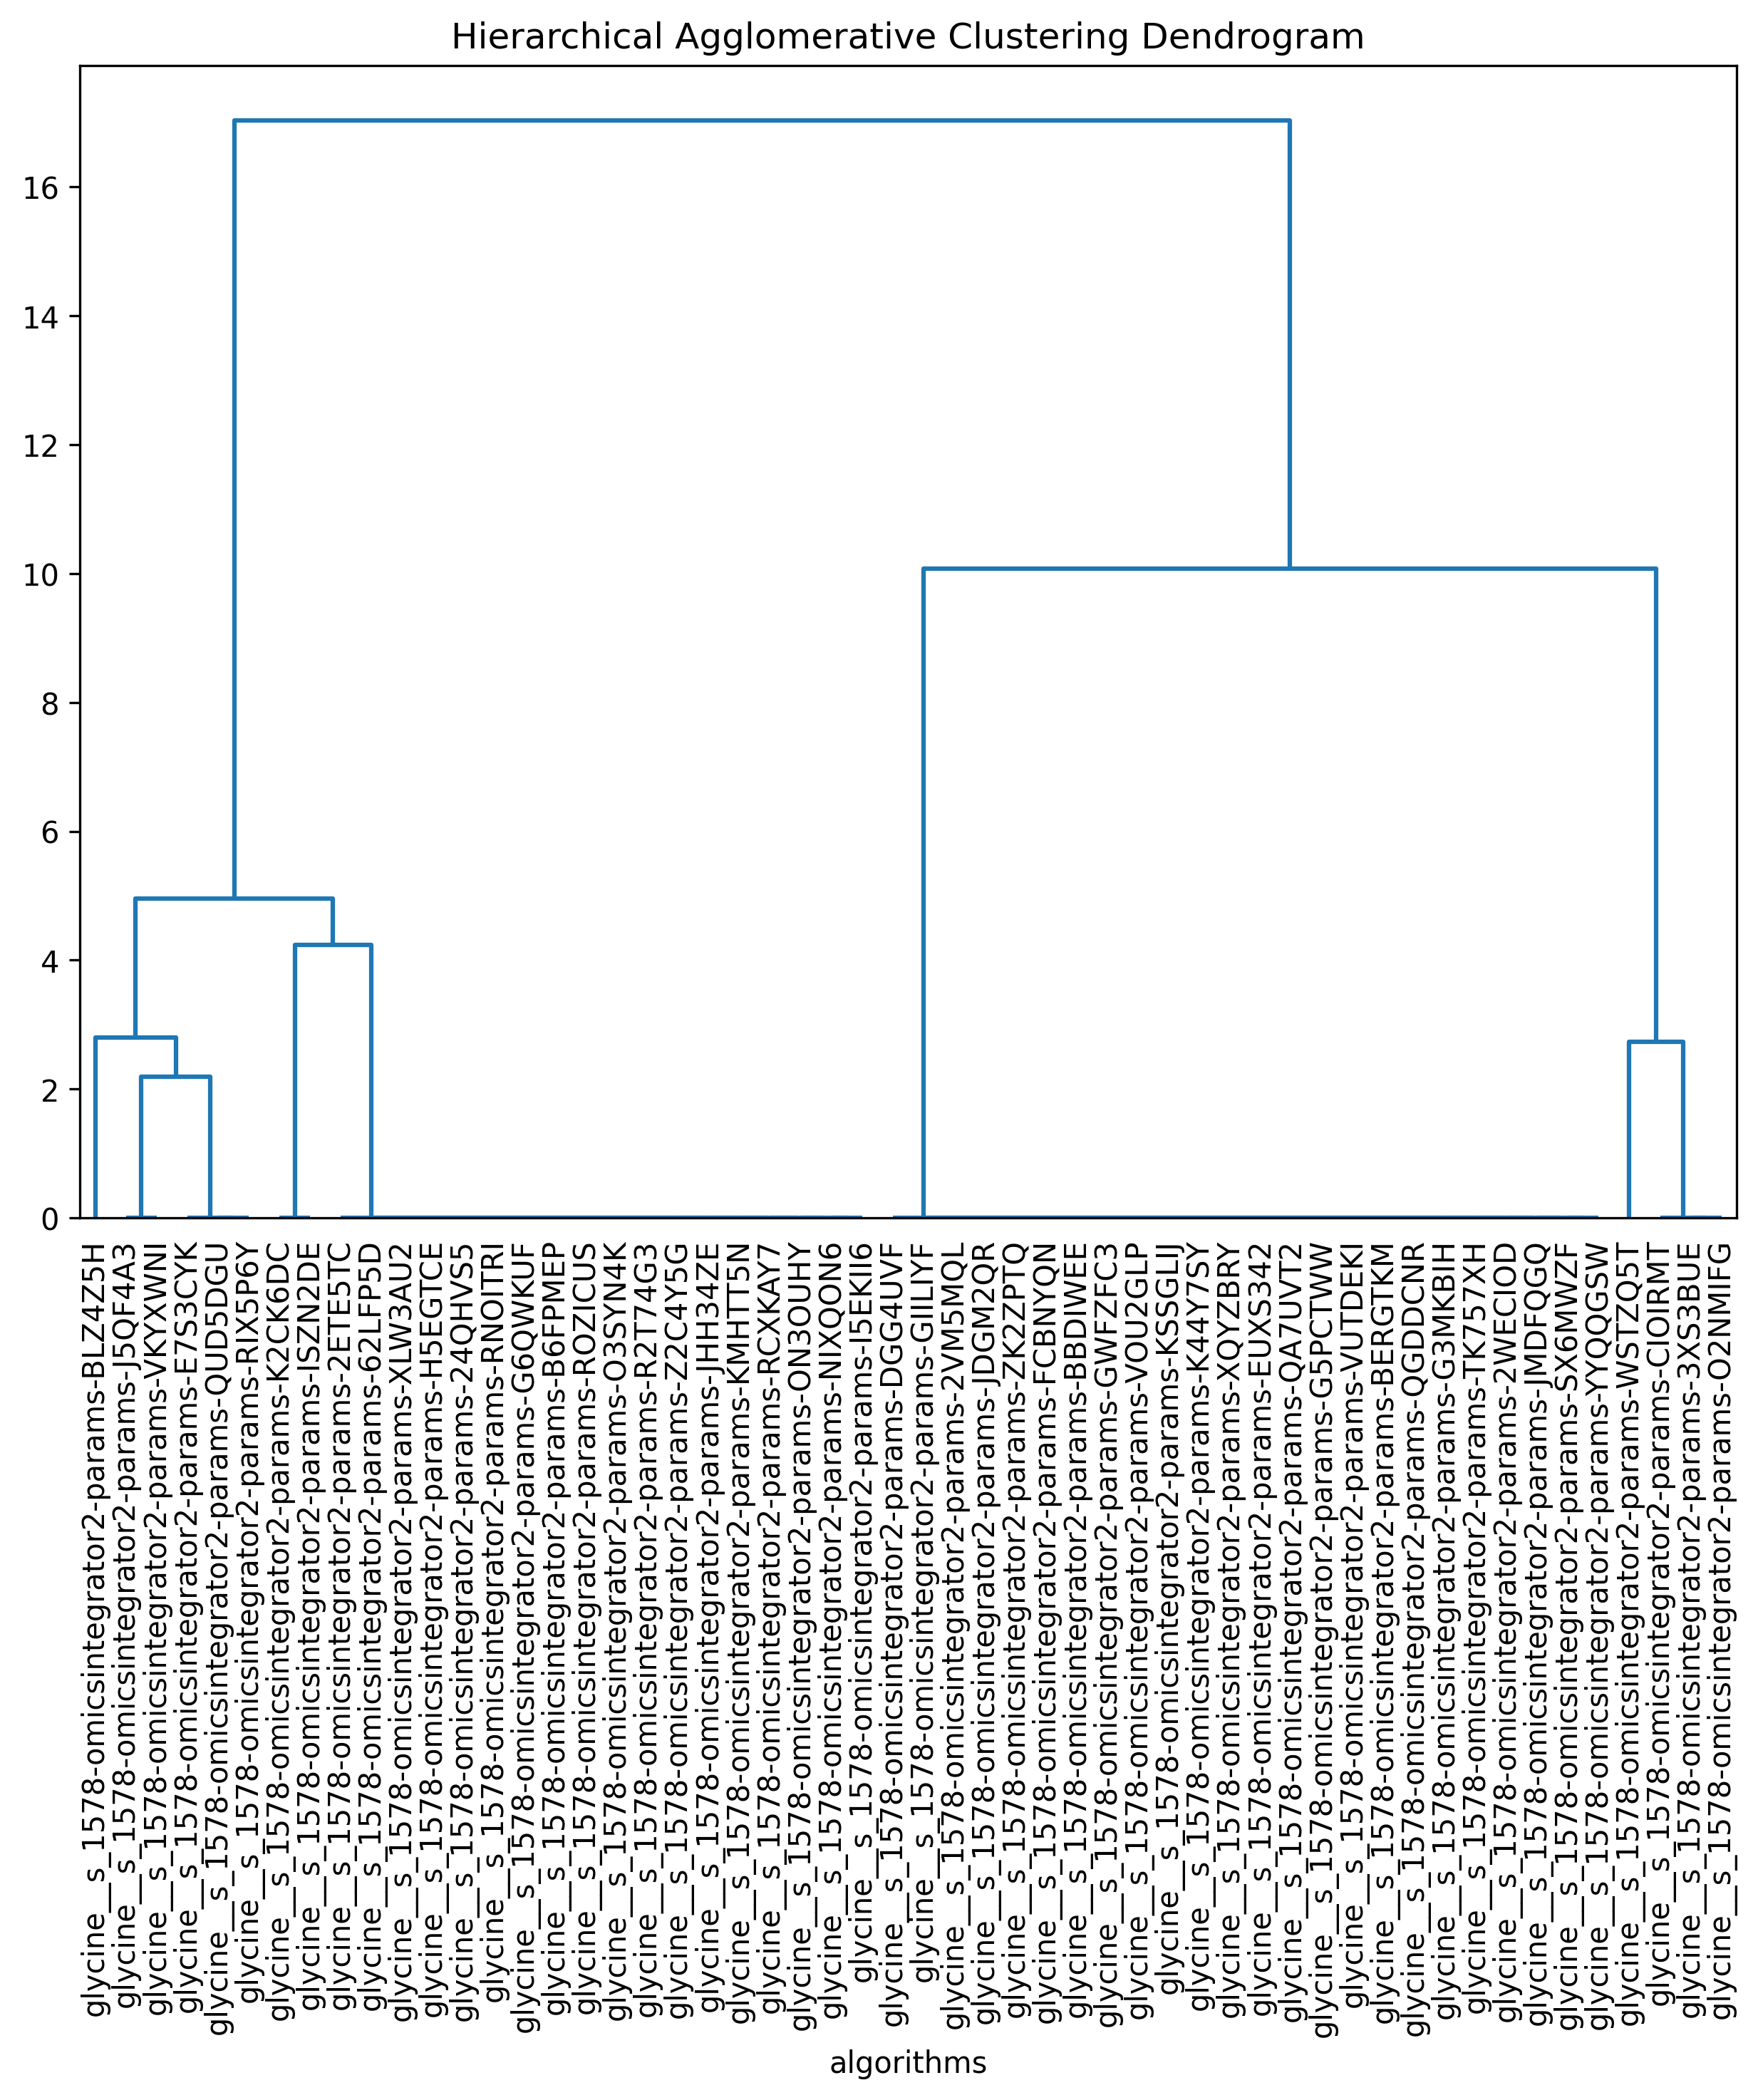 Hierarchical Agglomerative Clustering Dendrogram
16
14
12
10
8
6
4
2
0
glycine__s_1578-omicsintegrator2-params-BLZ4Z5H
glycine__s_1578-omicsintegrator2-params-J5QF4A3
glycine__s_1578-omicsintegrator2-params-VKYXWNI
glycine__s_1578-omicsintegrator2-params-E7S3CYK
glycine__s_1578-omicsintegrator2-params-QUD5DGU
glycine__s_1578-omicsintegrator2-params-RIX5P6Y
glycine__s_1578-omicsintegrator2-params-K2CK6DC
glycine__s_1578-omicsintegrator2-params-ISZN2DE
glycine__s_1578-omicsintegrator2-params-2ETE5TC
glycine__s_1578-omicsintegrator2-params-62LFP5D
glycine__s_1578-omicsintegrator2-params-XLW3AU2
glycine__s_1578-omicsintegrator2-params-H5EGTCE
glycine__s_1578-omicsintegrator2-params-24QHVS5
glycine__s_1578-omicsintegrator2-params-RNOITRI
glycine__s_1578-omicsintegrator2-params-G6QWKUF
glycine__s_1578-omicsintegrator2-params-B6FPMEP
glycine__s_1578-omicsintegrator2-params-ROZICUS
glycine__s_1578-omicsintegrator2-params-O3SYN4K
glycine__s_1578-omicsintegrator2-params-R2T74G3
glycine__s_1578-omicsintegrator2-params-Z2C4Y5G
glycine__s_1578-omicsintegrator2-params-JHH34ZE
glycine__s_1578-omicsintegrator2-params-KMHTT5N
glycine__s_1578-omicsintegrator2-params-RCXKAY7
glycine__s_1578-omicsintegrator2-params-ON3OUHY
glycine__s_1578-omicsintegrator2-params-NIXQON6
glycine__s_1578-omicsintegrator2-params-I5EKII6
glycine__s_1578-omicsintegrator2-params-DGG4UVF
glycine__s_1578-omicsintegrator2-params-GIILIYF
glycine__s_1578-omicsintegrator2-params-2VM5MQL
glycine__s_1578-omicsintegrator2-params-JDGM2QR
glycine__s_1578-omicsintegrator2-params-ZK2ZPTQ
glycine__s_1578-omicsintegrator2-params-FCBNYQN
glycine__s_1578-omicsintegrator2-params-BBDIWEE
glycine__s_1578-omicsintegrator2-params-GWFZFC3
glycine__s_1578-omicsintegrator2-params-VOU2GLP
glycine__s_1578-omicsintegrator2-params-KSSGLIJ
glycine__s_1578-omicsintegrator2-params-K44Y7SY
glycine__s_1578-omicsintegrator2-params-XQYZBRY
glycine__s_1578-omicsintegrator2-params-EUXS342
glycine__s_1578-omicsintegrator2-params-QA7UVT2
glycine__s_1578-omicsintegrator2-params-G5PCTWW
glycine__s_1578-omicsintegrator2-params-VUTDEKI
glycine__s_1578-omicsintegrator2-params-BERGTKM
glycine__s_1578-omicsintegrator2-params-QGDDCNR
glycine__s_1578-omicsintegrator2-params-G3MKBIH
glycine__s_1578-omicsintegrator2-params-TK757XH
glycine__s_1578-omicsintegrator2-params-2WECIOD
glycine__s_1578-omicsintegrator2-params-JMDFQGQ
glycine__s_1578-omicsintegrator2-params-SX6MWZF
glycine__s_1578-omicsintegrator2-params-YYQQGSW
glycine__s_1578-omicsintegrator2-params-WSTZQ5T
glycine__s_1578-omicsintegrator2-params-CIOIRMT
glycine__s_1578-omicsintegrator2-params-3XS3BUE
glycine__s_1578-omicsintegrator2-params-O2NMIFG
algorithms